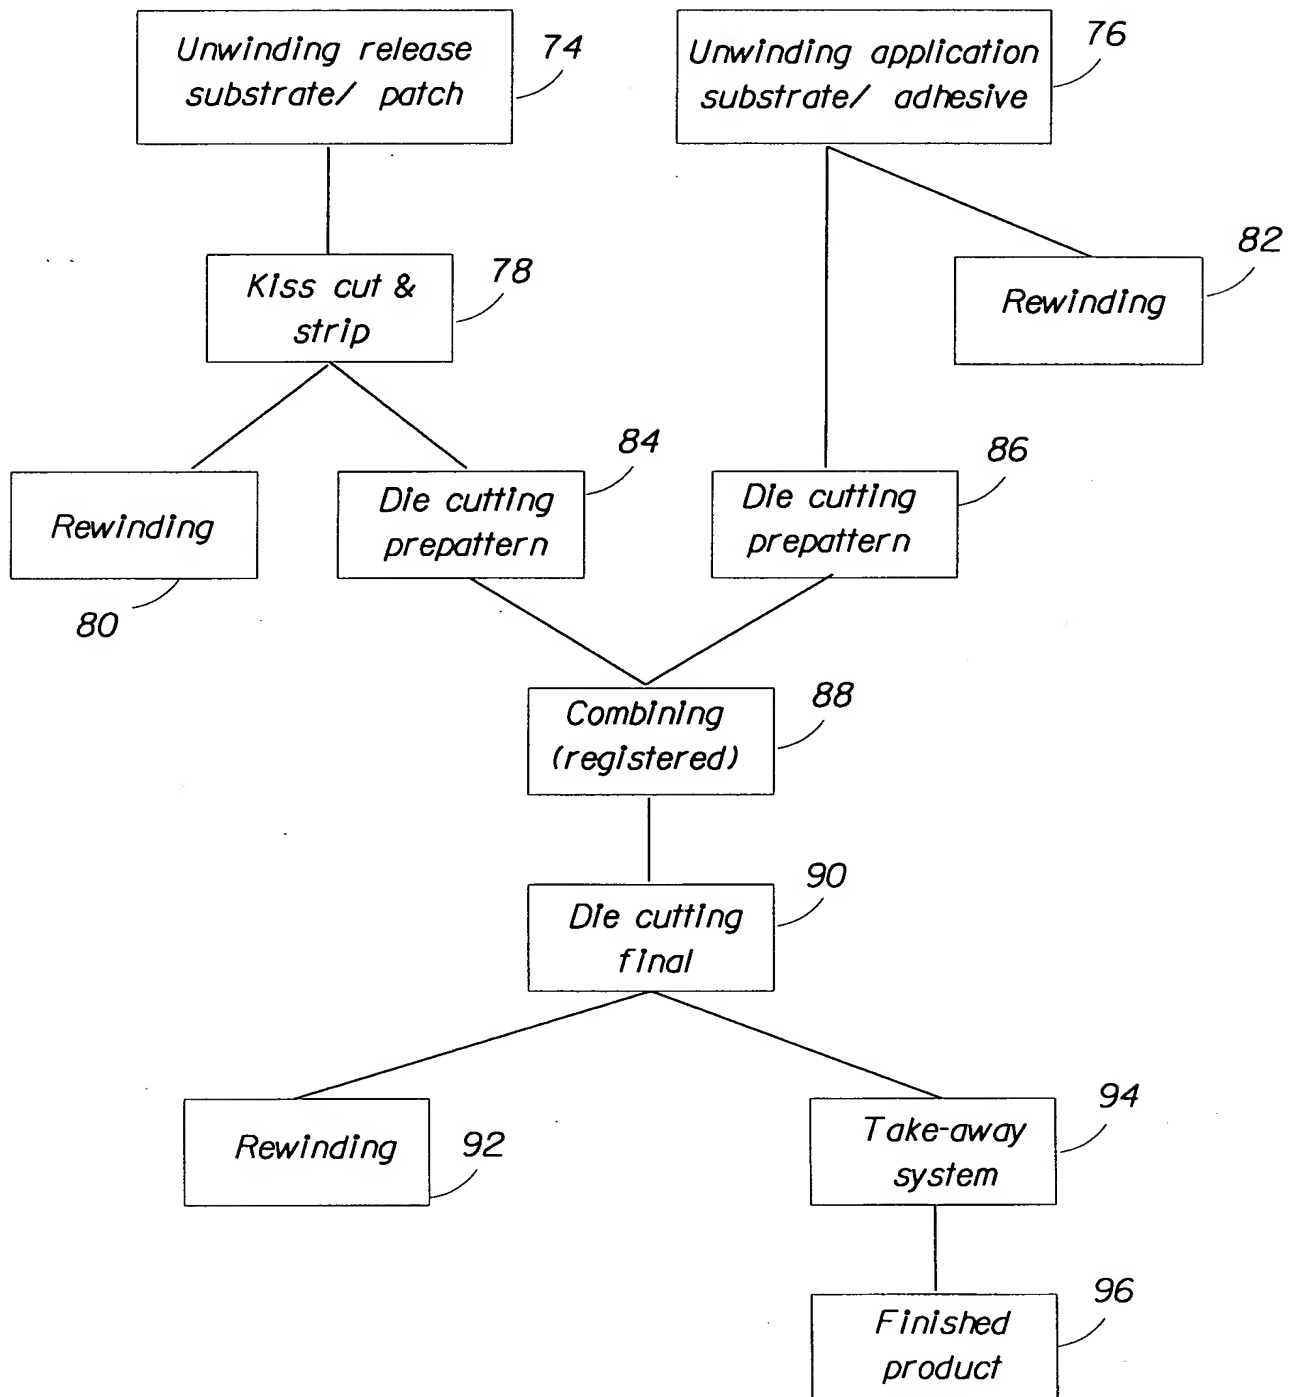 Unwinding release
substrate/ patch
74
Unwinding application
substrate/ adhesive
76
Kiss cut &
strip
78
Rewinding
82
Rewinding
80
Die cutting
prepattern
84
Die cutting
prepattern
86
Combining
(registered)
88
Die cutting
final
90
Rewinding
92
Take-away
system
94
Finished
product
96